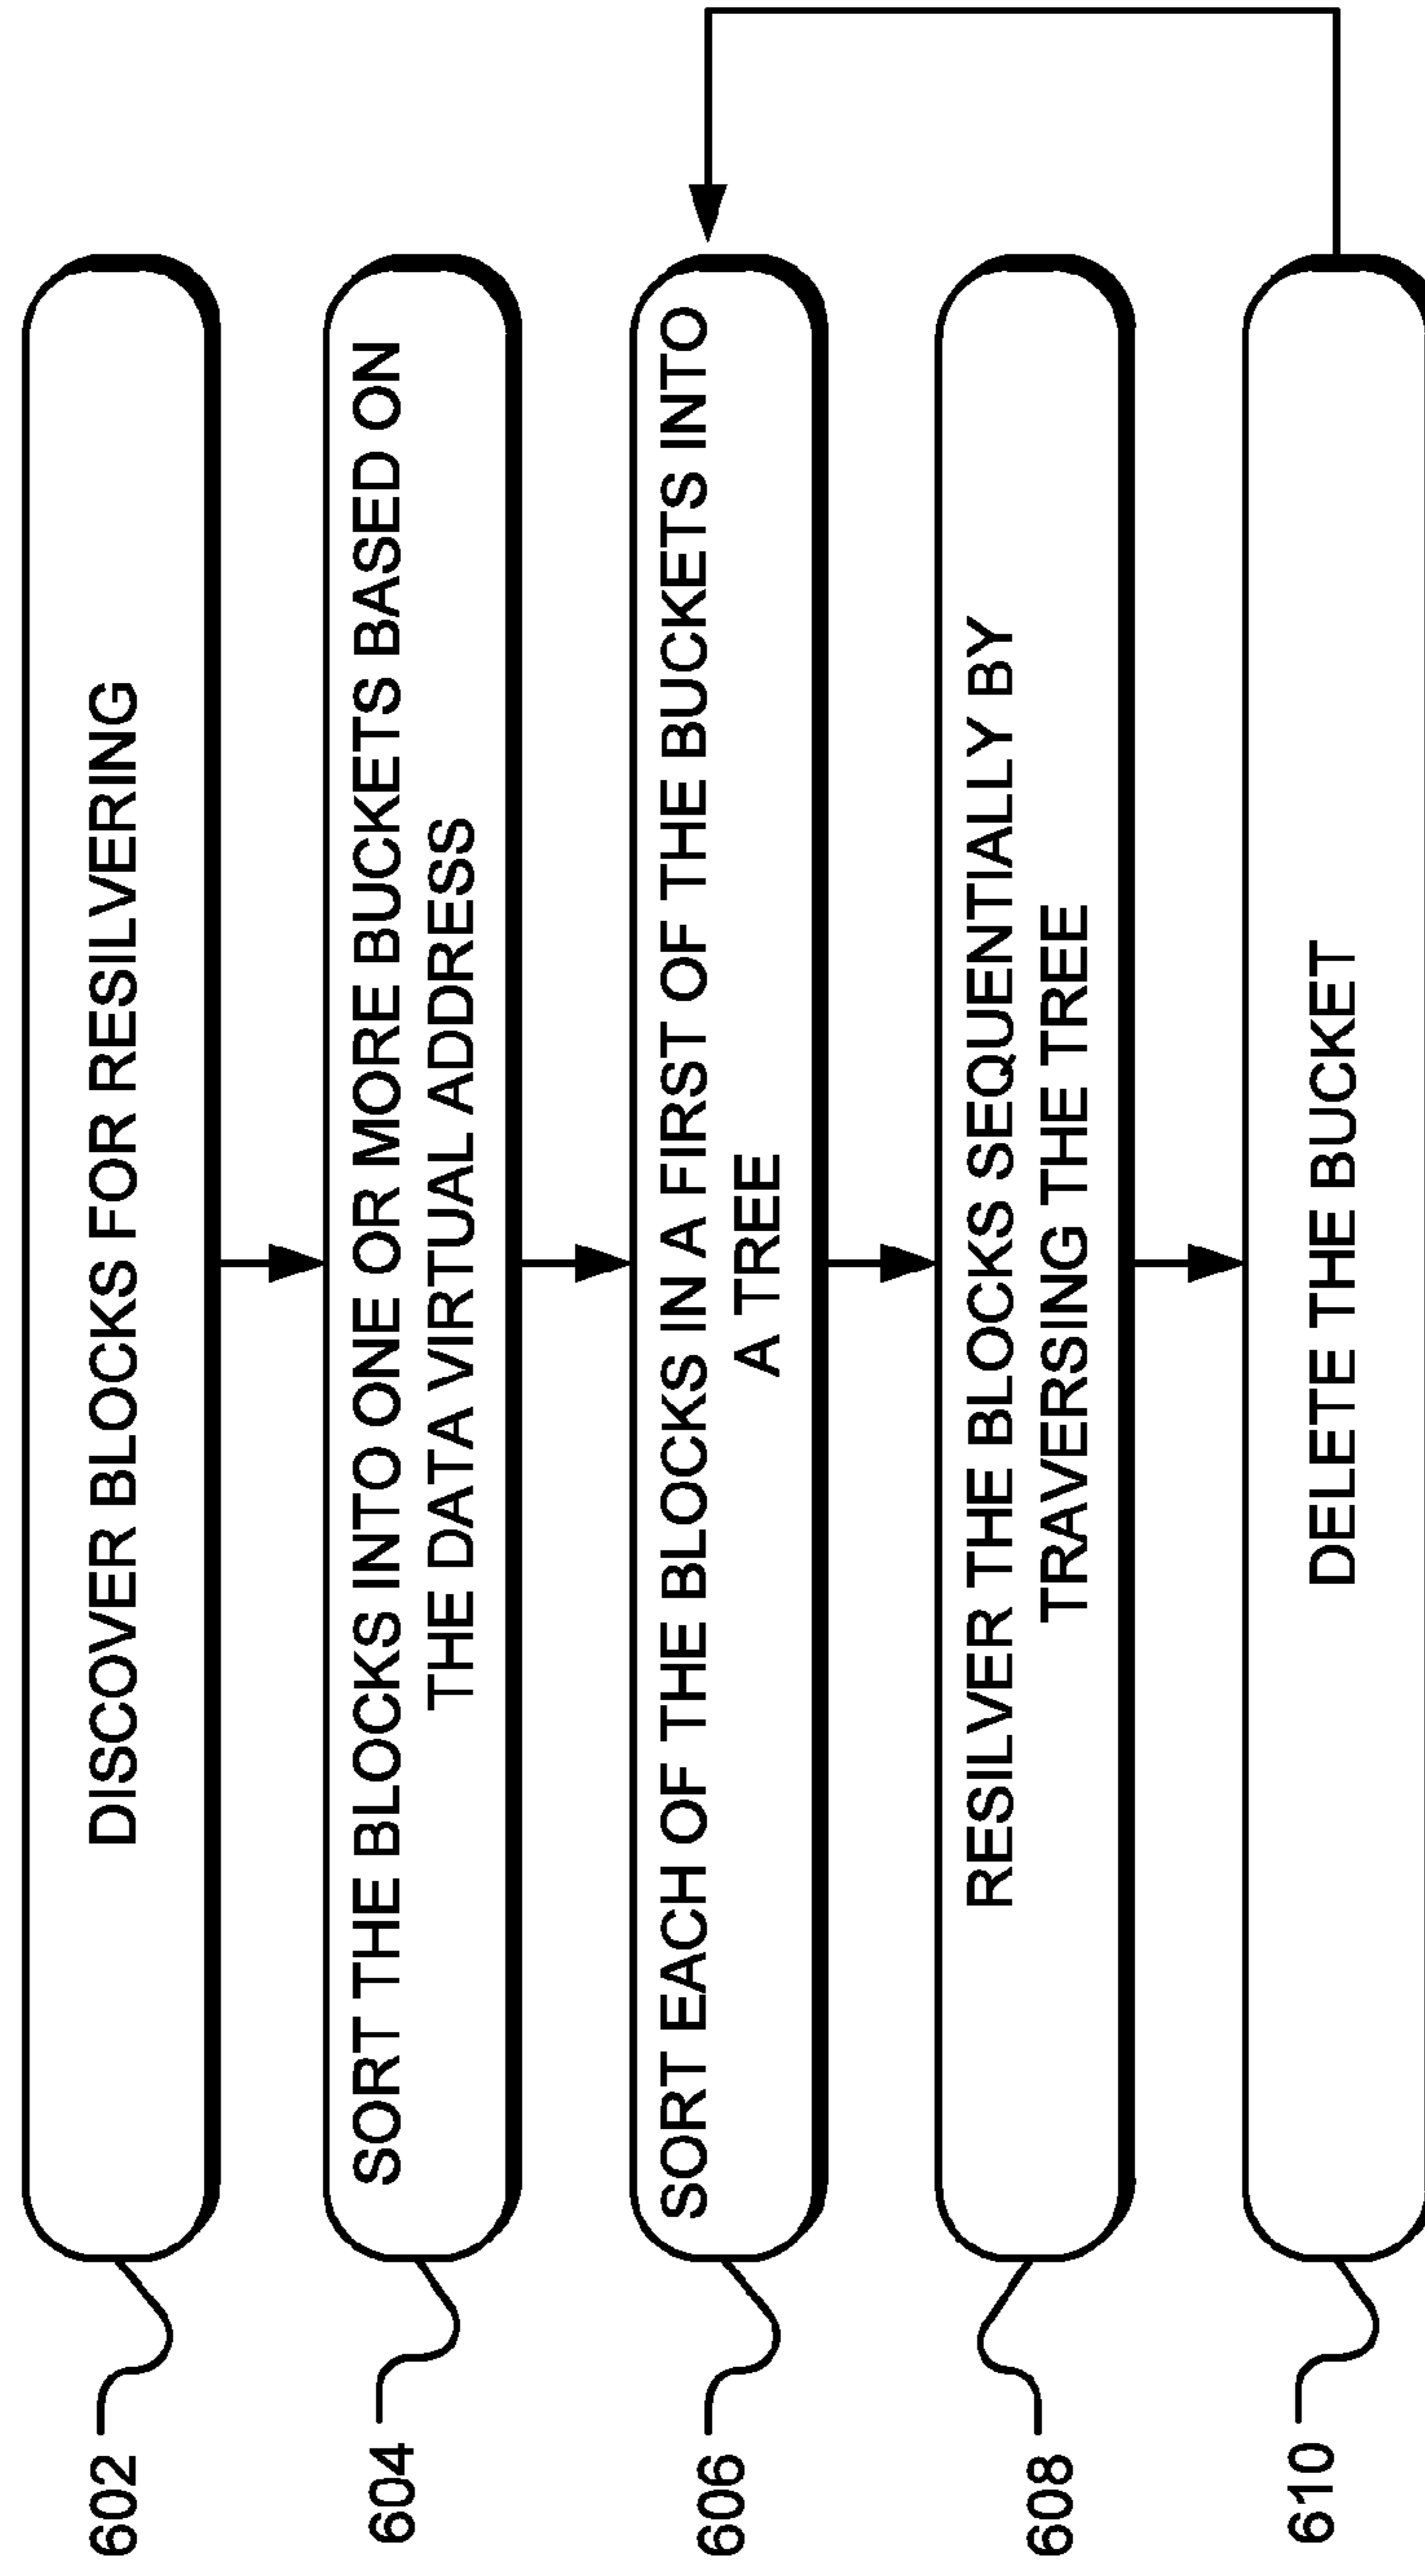 602
DISCOVER BLOCKS FOR RESILVERING
604
SORT THE BLOCKS INTO ONE OR MORE BUCKETS BASED ON
THE DATA VIRTUAL ADDRESS
606
SORT EACH OF THE BLOCKS IN A FIRST OF THE BUCKETS INTO
A TREE
608
RESILVER THE BLOCKS SEQUENTIALLY BY
TRAVERSING THE TREE
610
DELETE THE BUCKET